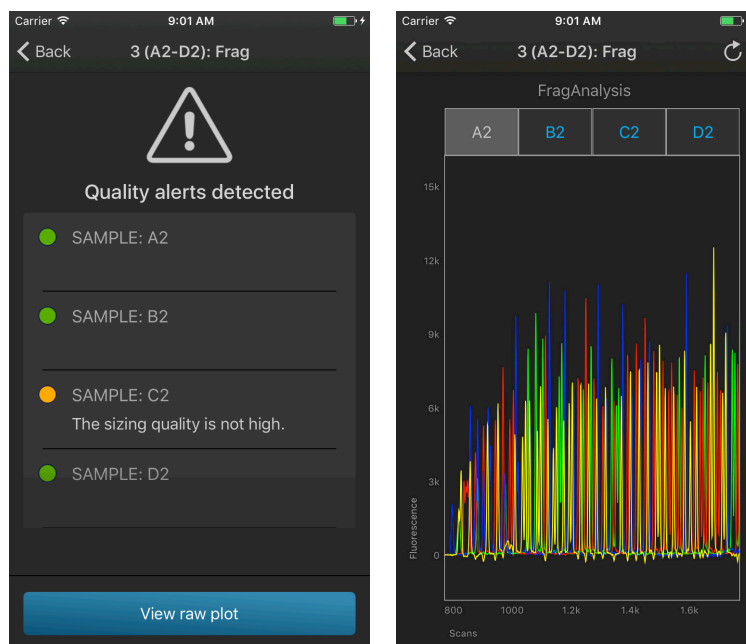 Carrier 9:01 AM
Back 3 (A2-D2): Frag
Quality alerts detected
SAMPLE: A2
SAMPLE: B2
SAMPLE: C2
The sizing quality is not high.
SAMPLE: D2
View raw plot
Carrier 9:01 AM
Back 3 (A2-D2): Frag
FragAnalysis
A2 B2 C2 D2
15k
12k
9k
6k
3k
0
Fluorescence
800 1000 1.2k 1.4k 1.6k
Scans